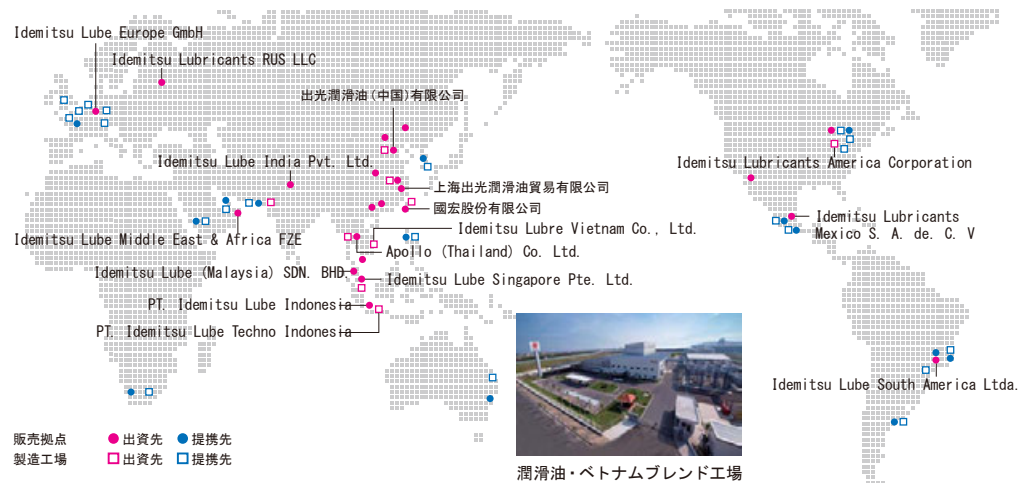 Idemitsu Lube Europe GmbH
Idemitsu Lubricants RUS LLC
出光潤滑油(中国)有限公司
Idemitsu Lube India Pvt. Ltd.
Idemitsu Lubricants America Corporation
上海出光潤滑油貿易有限公司
國宏股份有限公司
Idemitsu Lubricants
Mexico S. A. de. C. V
Idemitsu Lubre Vietnam Co., Ltd.
Idemitsu Lube Middle East & Africa FZE
Apollo (Thailand) Co. Ltd.
Idemitsu Lube (Malaysia) SDN. BHD.
Idemitsu Lube Singapore Pte. Ltd.
PT. Idemitsu Lube Indonesia
PT. Idemitsu Lube Techno Indonesia
Idemitsu Lube South America Ltda.
販売拠点 出資先 提携先
製造工場 出資先 提携先
潤滑油・ベトナムブレンド工場